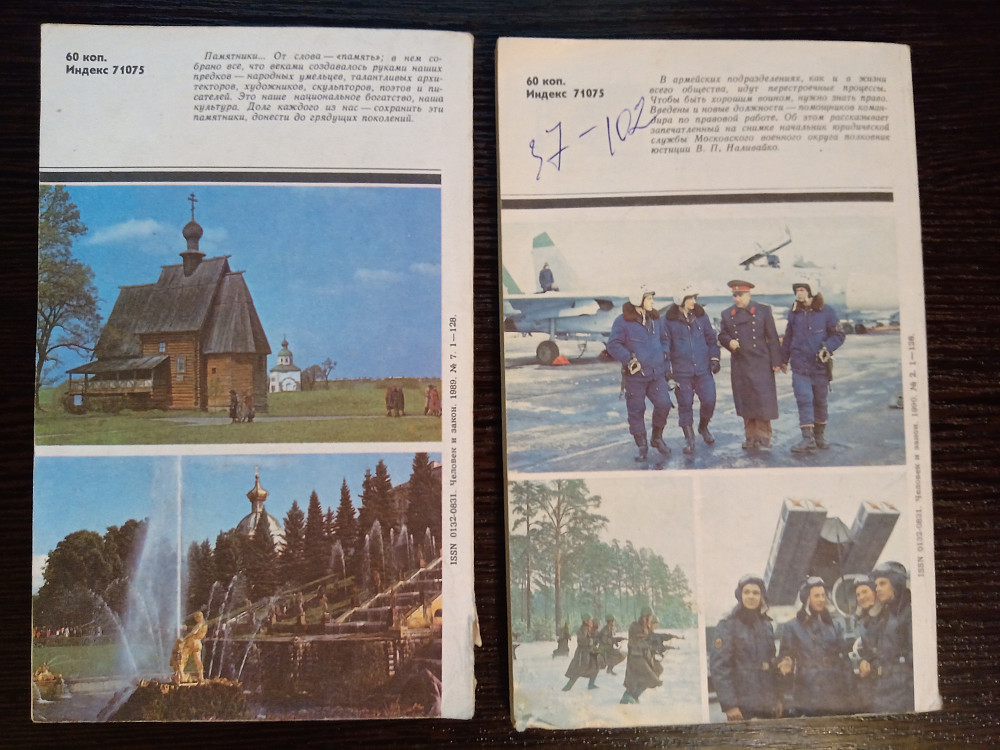 60 коп.
Индекс 71075
Памятники... От слова — «память»; в нем со-
брано все, что веками создавалось руками наших
предков — народных умельцев, талантливых архи-
текторов, художников, скульпторов, поэтов и пи-
сателей. Это наше национальное богатство, наша
культура. Долг каждого из нас — сохранить эти
памятники, донести до грядущих поколений.
ISSN 0132-0831. Человек и закон. 1989. № 7. 1—128.
60 коп.
Индекс 71075
37-102
В армейских подразделениях, как и в жизни
всего общества, идут перестроечные процессы.
Чтобы быть хорошим воином, нужно знать право.
Введены и новые должности — помощников коман-
дира по правовой работе. Об этом рассказывает
запечатленный на снимке начальник юридической
службы Московского военного округа полковник
юстиции В. П. Наливайко.
ISSN 0132-0831. Человек и закон. 1990. № 2. 1—128.